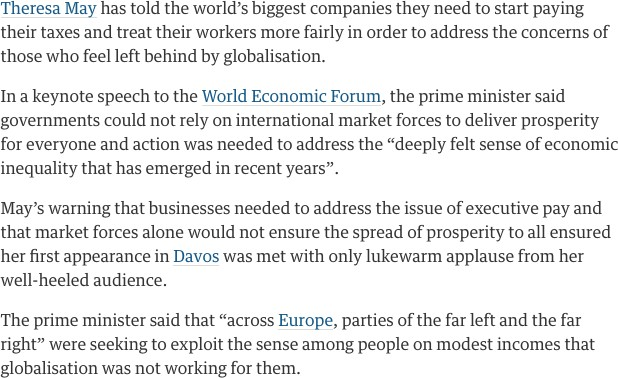 Theresa May has told the world’s biggest companies they need to start paying
their taxes and treat their workers more fairly in order to address the concerns of
those who feel left behind by globalisation.
In a keynote speech to the World Economic Forum, the prime minister said
governments could not rely on international market forces to deliver prosperity
for everyone and action was needed to address the “deeply felt sense of economic
inequality that has emerged in recent years”.
May’s warning that businesses needed to address the issue of executive pay and
that market forces alone would not ensure the spread of prosperity to all ensured
her first appearance in Davos was met with only lukewarm applause from her
well-heeled audience.
The prime minister said that “across Europe, parties of the far left and the far
right” were seeking to exploit the sense among people on modest incomes that
globalisation was not working for them.